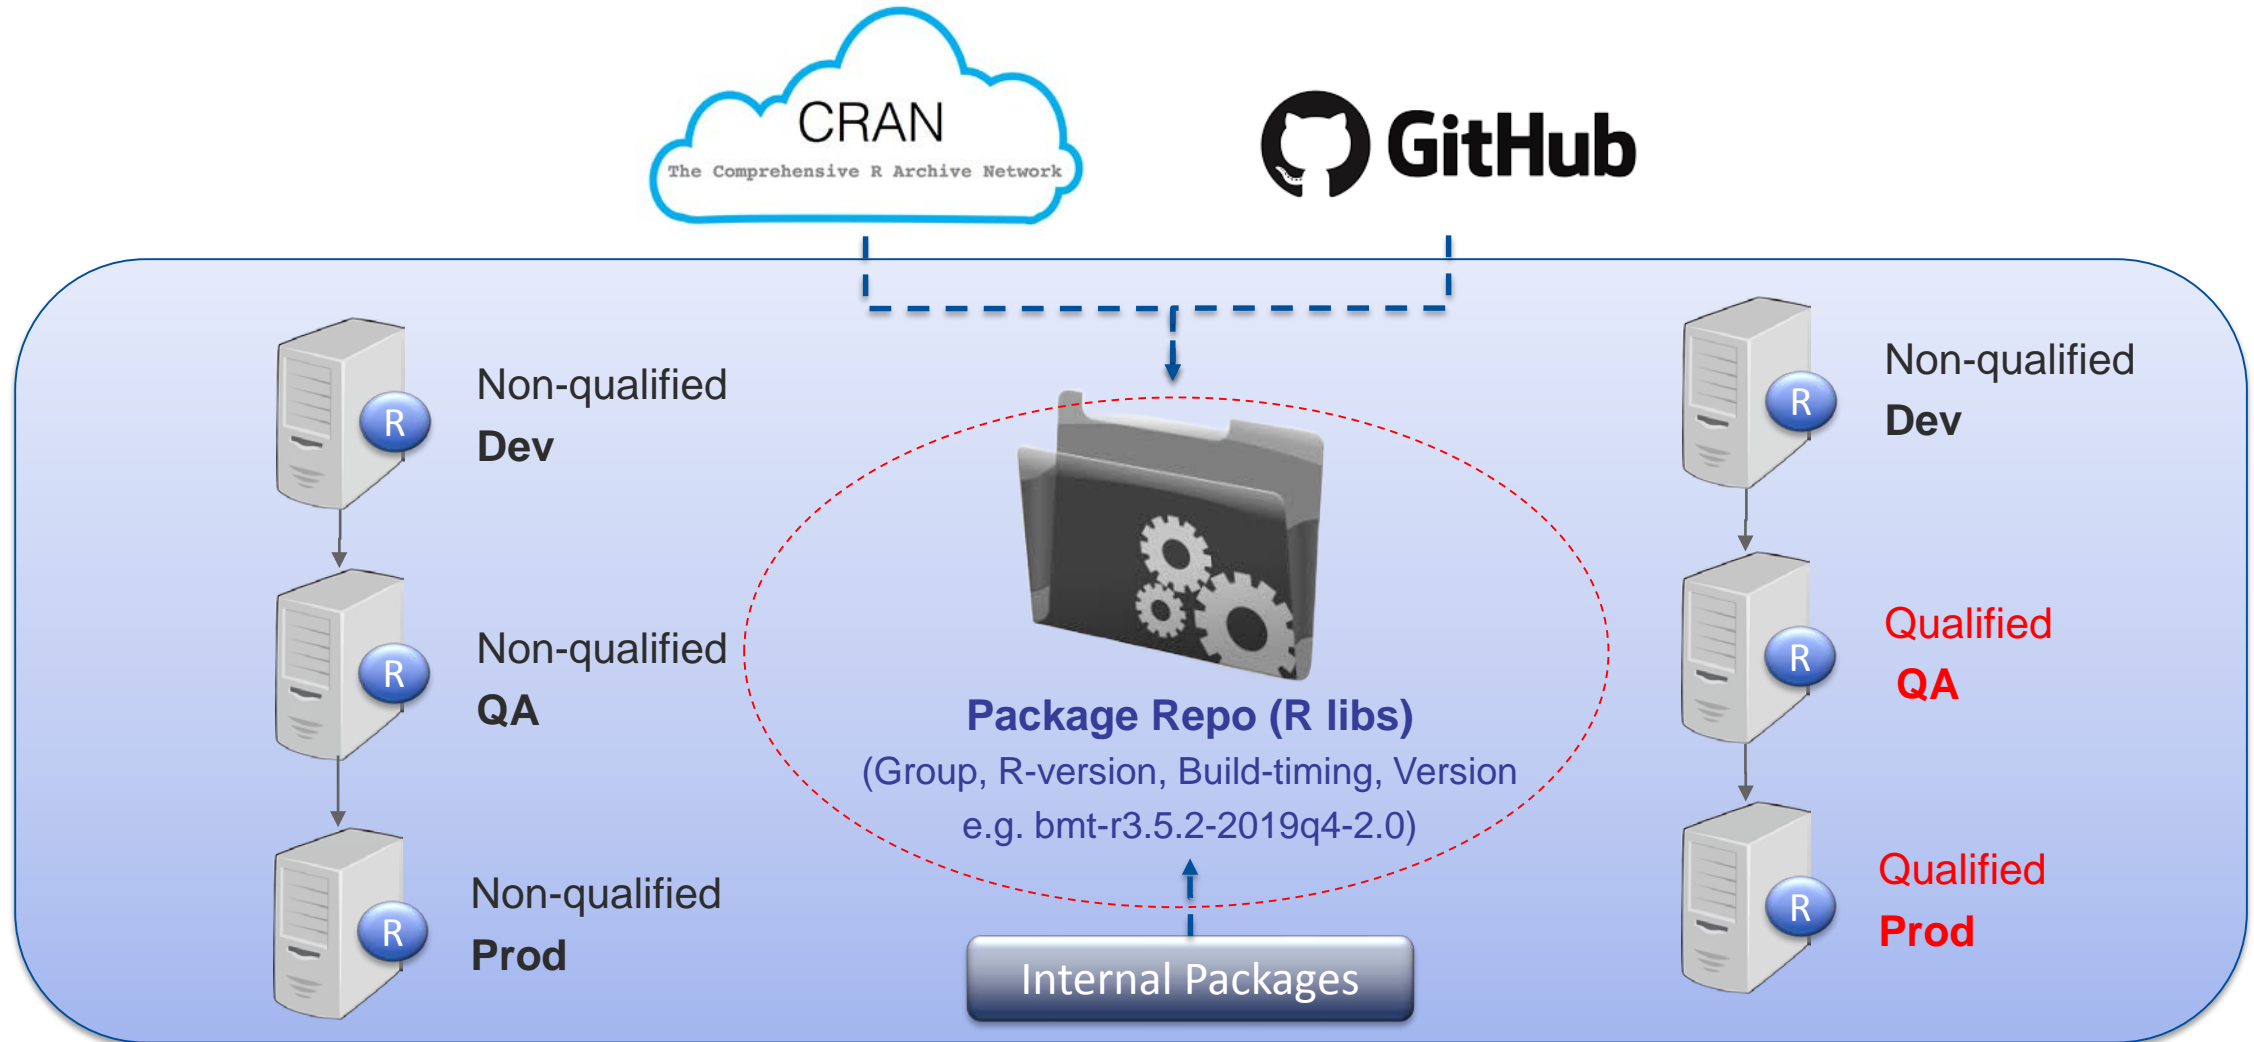 CRAN
The Comprehensive R Archive Network
GitHub
R
Non-qualified
Dev
R
Non-qualified
QA
R
Non-qualified
Prod
Package Repo (R libs)
(Group, R-version, Build-timing, Version
e.g. bmt-r3.5.2-2019q4-2.0)
Internal Packages
R
Non-qualified
Dev
R
Qualified
QA
R
Qualified
Prod